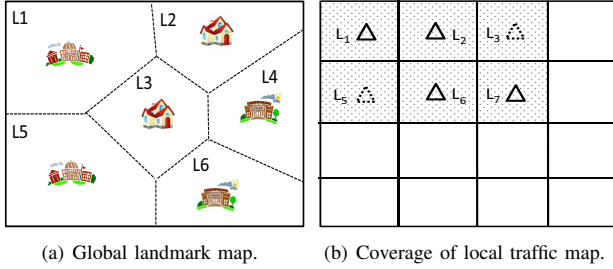 L1
L2
L3
L4
L5
L6
L1
L2
L3
L5
L6
L7
(a) Global landmark map.
(b) Coverage of local traffic map.